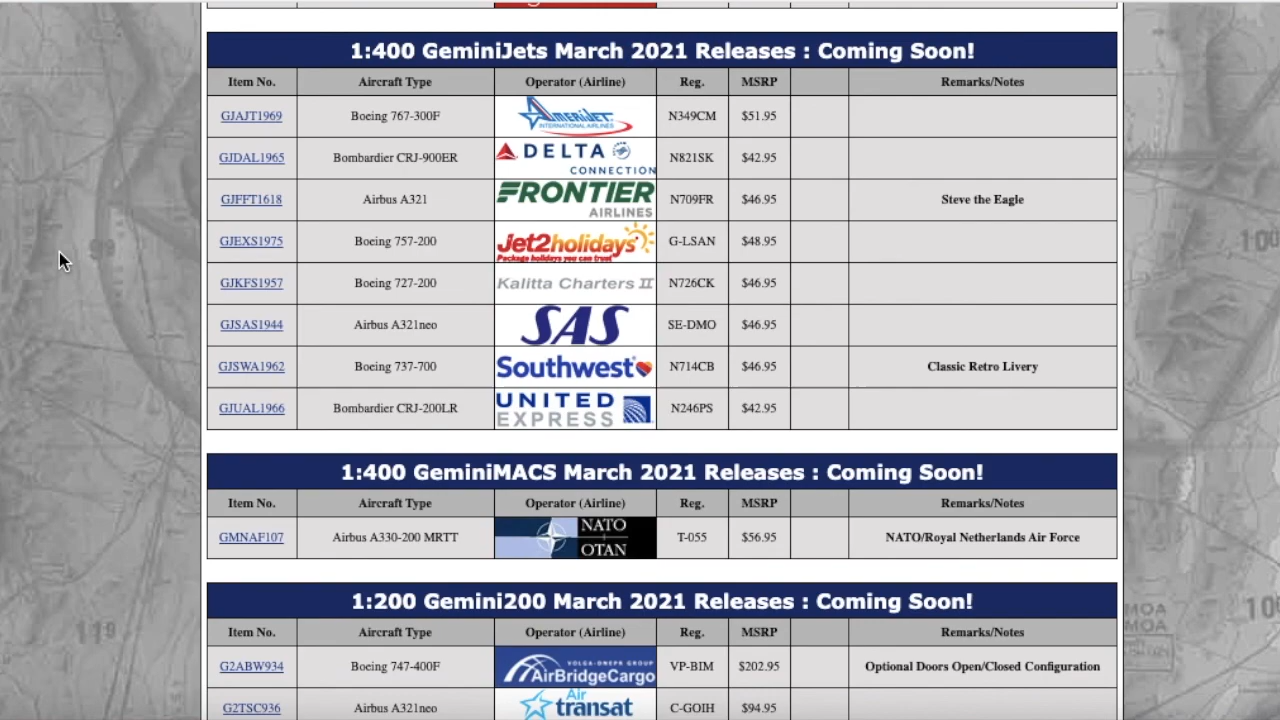 1:400 GeminiJets March 2021 Releases : Coming Soon!
Item No. Aircraft Type Operator (Airline) Reg. MSRP Remarks/Notes
GJAJT1969 Boeing 767-300F AMERIJET INTERNATIONAL AIRLINES N349CM $51.95
GJDAL1965 Bombardier CRJ-900ER DELTA CONNECTION N821SK $42.95
GJFFT1618 Airbus A321 FRONTIER AIRLINES N709FR $46.95 Steve the Eagle
GJEXS1975 Boeing 757-200 Jet2holidays Package holidays you can trust G-LSAN $48.95
GJKFS1957 Boeing 727-200 Kalitta Charters II N726CK $46.95
GJSAS1944 Airbus A321neo SAS SE-DMO $46.95
GJSWA1962 Boeing 737-700 Southwest N714CB $46.95 Classic Retro Livery
GJUAL1966 Bombardier CRJ-200LR UNITED EXPRESS N246PS $42.95
1:400 GeminiMACS March 2021 Releases : Coming Soon!
Item No. Aircraft Type Operator (Airline) Reg. MSRP Remarks/Notes
GMNAF107 Airbus A330-200 MRTT NATO OTAN T-055 $56.95 NATO/Royal Netherlands Air Force
1:200 Gemini200 March 2021 Releases : Coming Soon!
Item No. Aircraft Type Operator (Airline) Reg. MSRP Remarks/Notes
G2ABW934 Boeing 747-400F VOLGA-DNEPR GROUP AirBridgeCargo VP-BIM $202.95 Optional Doors Open/Closed Configuration
G2TSC936 Airbus A321neo Air transat C-GOIH $94.95